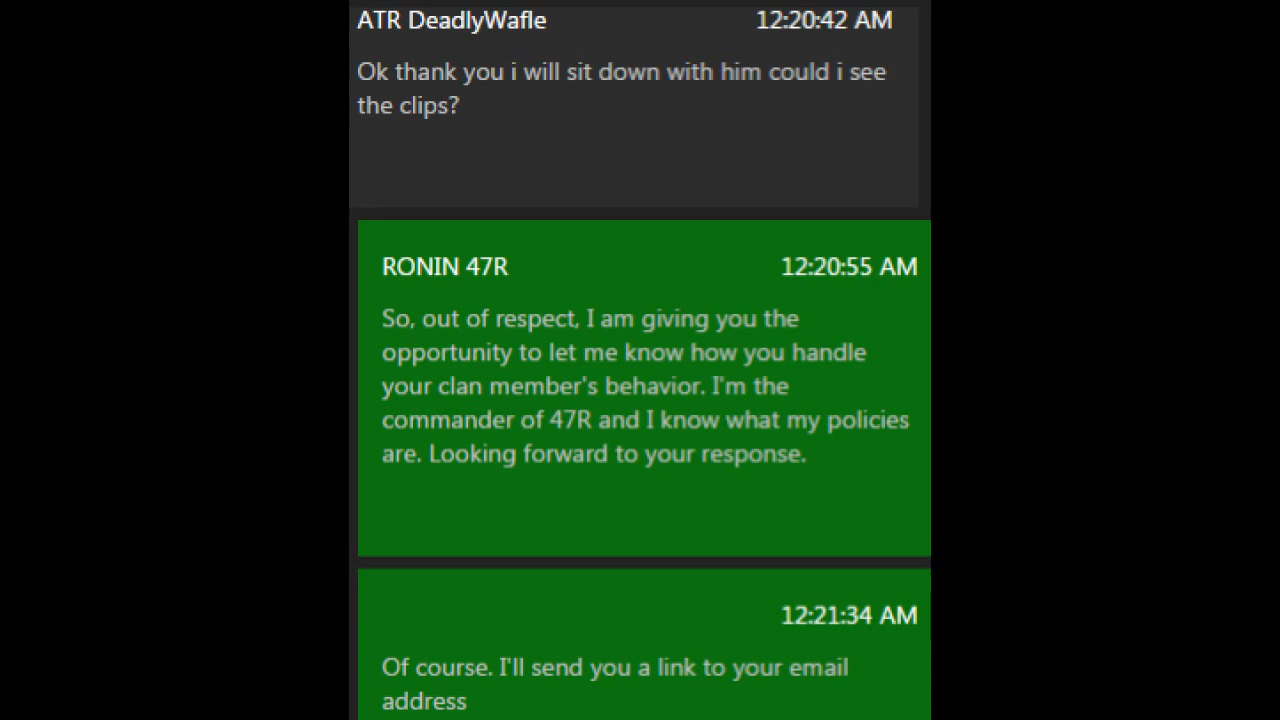 ATR DeadlyWafle 12:20:42 AM
Ok thank you i will sit down with him could i see
the clips?
RONIN 47R 12:20:55 AM
So, out of respect, I am giving you the
opportunity to let me know how you handle
your clan member's behavior. I'm the
commander of 47R and I know what my policies
are. Looking forward to your response.
12:21:34 AM
Of course. I'll send you a link to your email
address